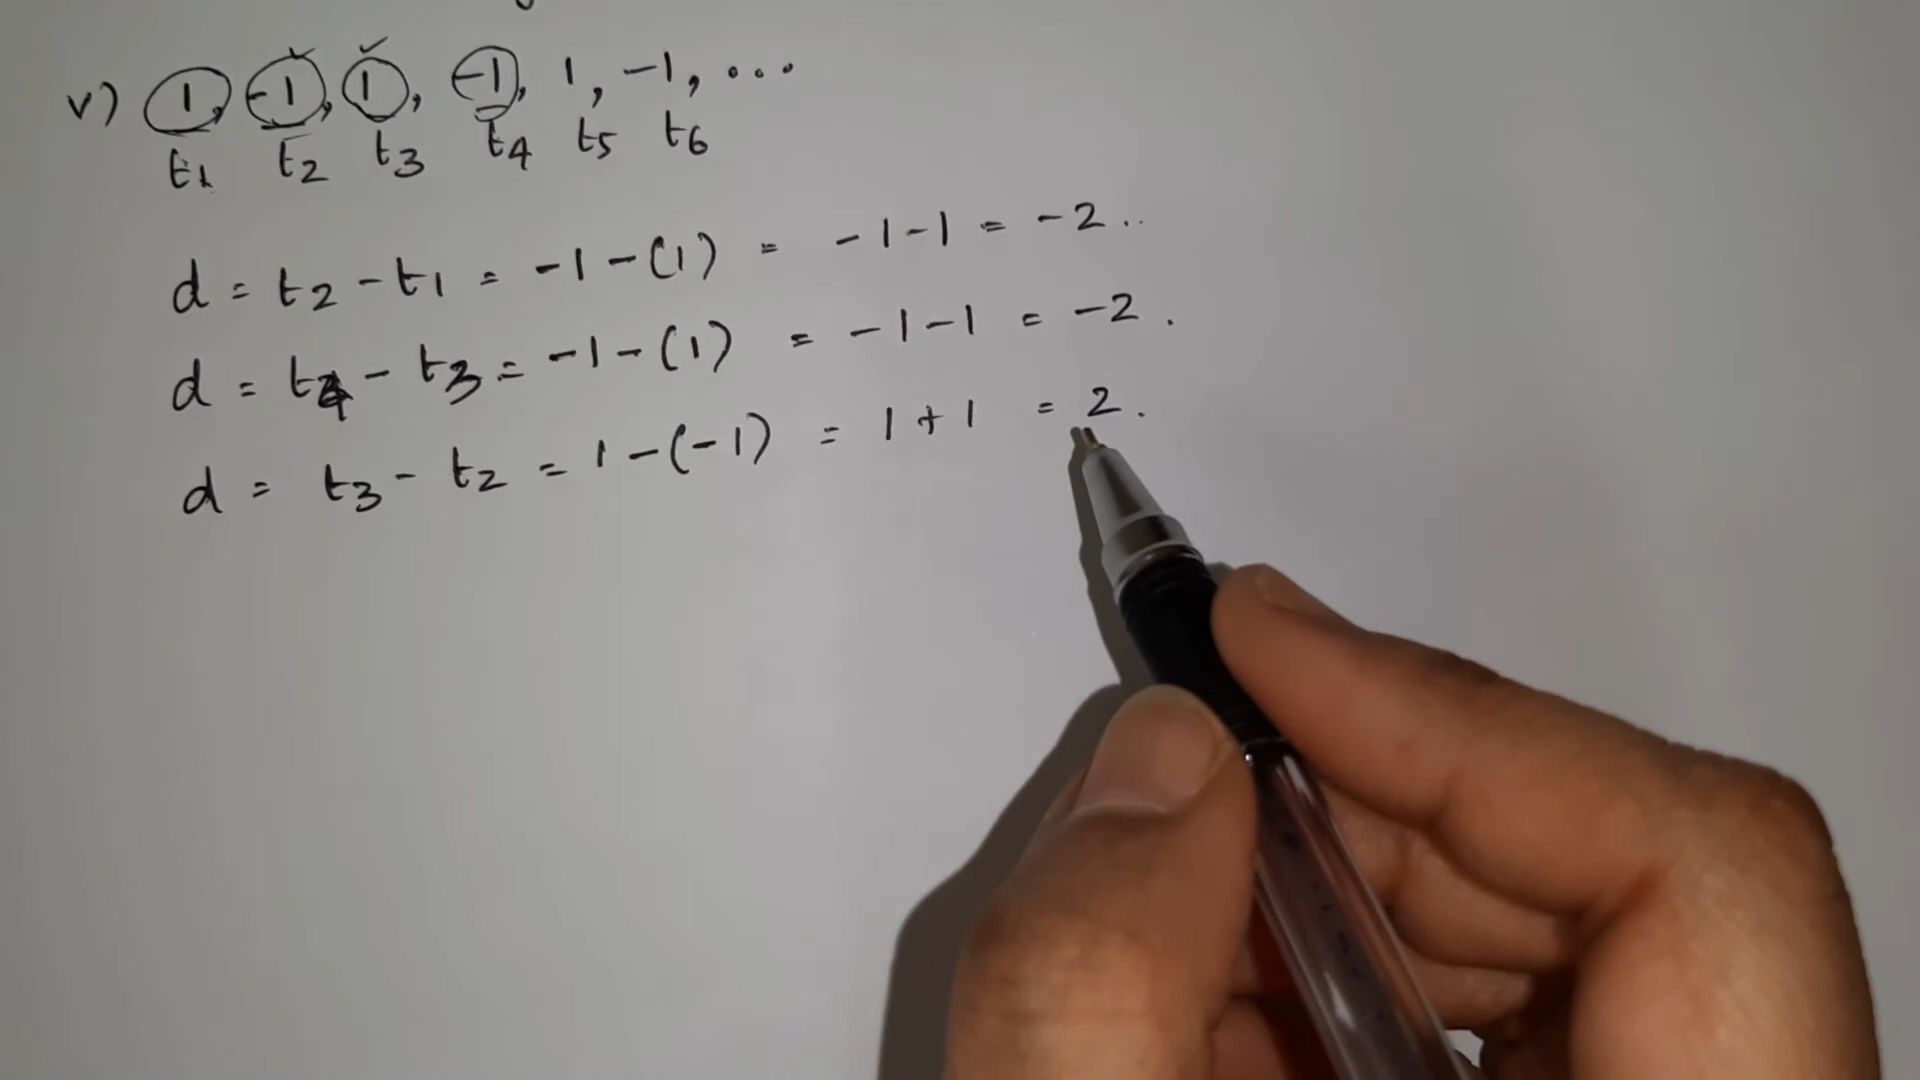 v) 1, -1, 1, -1, 1, -1, ...
t1 t2 t3 t4 t5 t6
d = t2 - t1 = -1 - (1) = -1 - 1 = -2 ..
d = t4 - t3 = -1 - (1) = -1 - 1 = -2 .
d = t3 - t2 = 1 - (-1) = 1 + 1 = 2 .